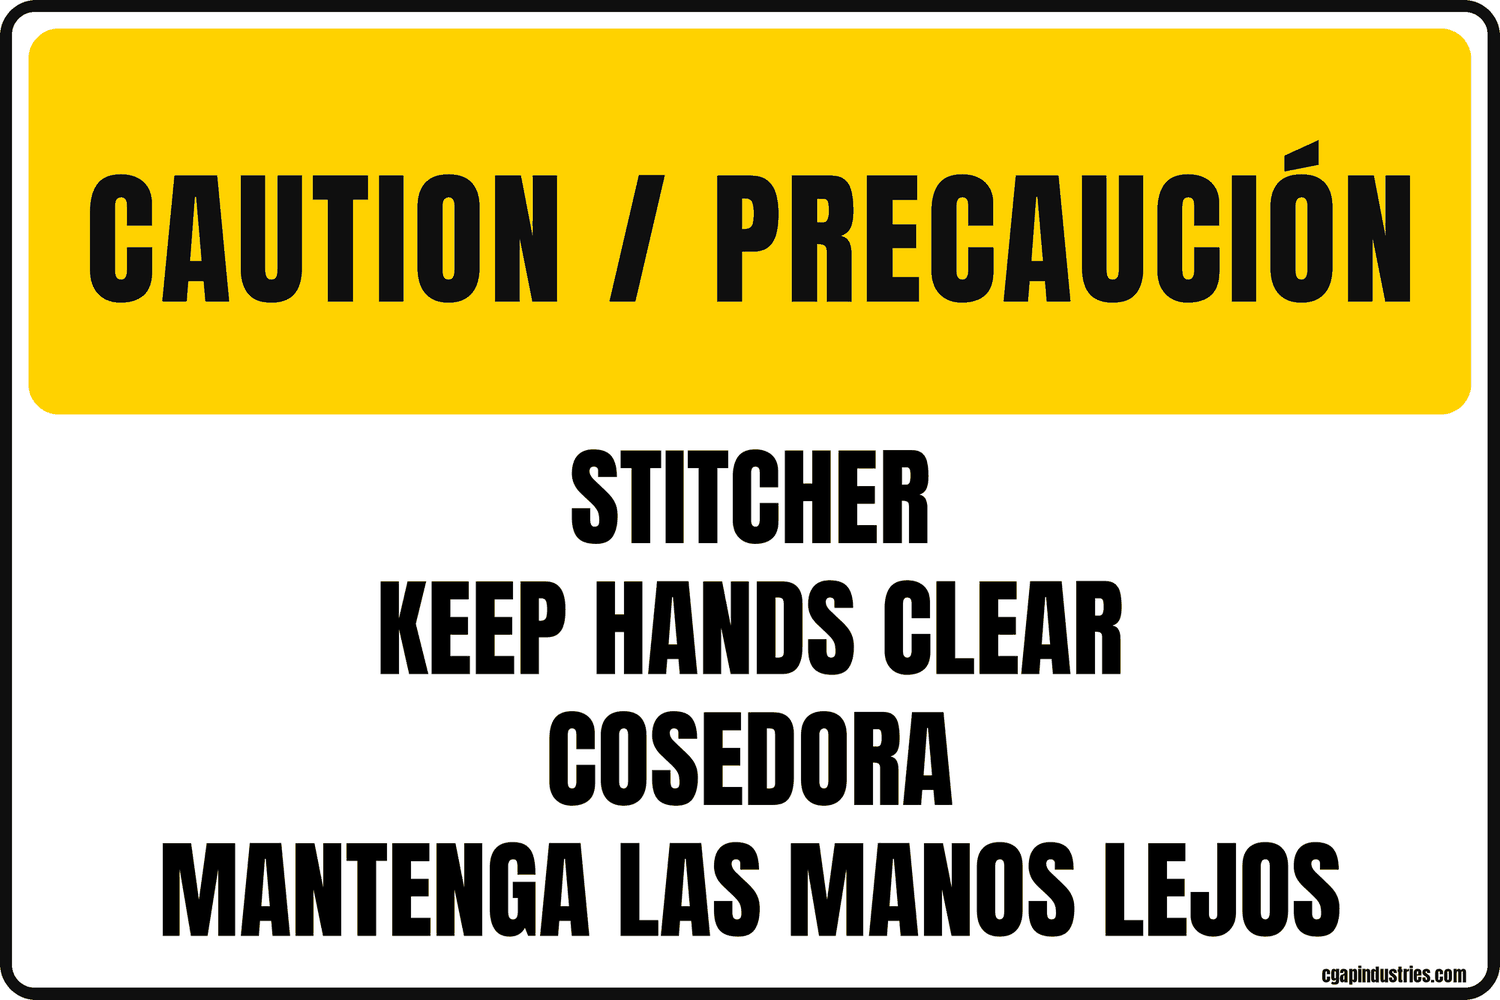 CAUTION / PRECAUCIÓN
STITCHER
KEEP HANDS CLEAR
COSEDORA
MANTENGA LAS MANOS LEJOS
cgapindustries.com